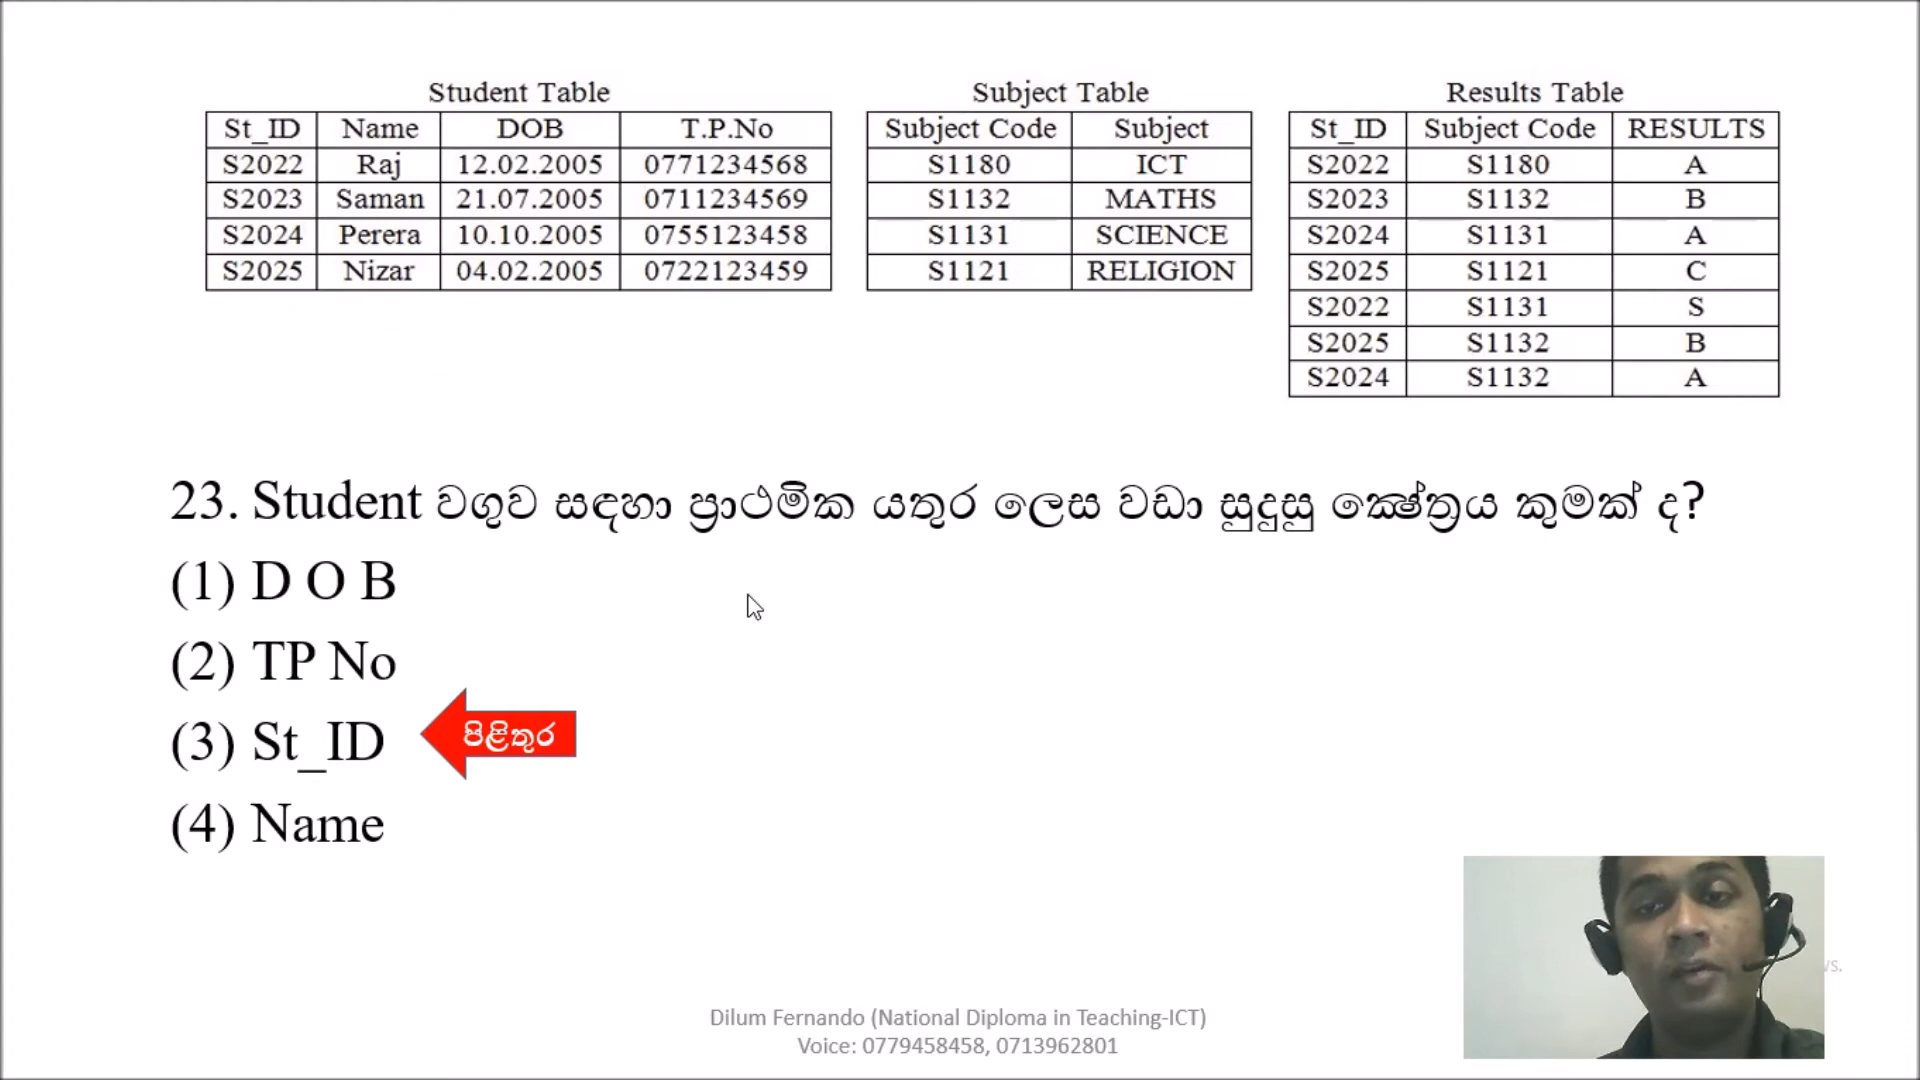 Student Table
St_ID Name DOB T.P.No
S2022 Raj 12.02.2005 0771234568
S2023 Saman 21.07.2005 0711234569
S2024 Perera 10.10.2005 0755123458
S2025 Nizar 04.02.2005 0722123459
Subject Table
Subject Code Subject
S1180 ICT
S1132 MATHS
S1131 SCIENCE
S1121 RELIGION
Results Table
St_ID Subject Code RESULTS
S2022 S1180 A
S2023 S1132 B
S2024 S1131 A
S2025 S1121 C
S2022 S1131 S
S2025 S1132 B
S2024 S1132 A
23. Student වගුව සඳහා ප්‍රාථමික යතුර ලෙස වඩා සුදුසු ක්ෂේත්‍රය කුමක් ද?
(1) D O B
(2) TP No
(3) St_ID
පිළිතුර
(4) Name
Dilum Fernando (National Diploma in Teaching-ICT)
Voice: 0779458458, 0713962801